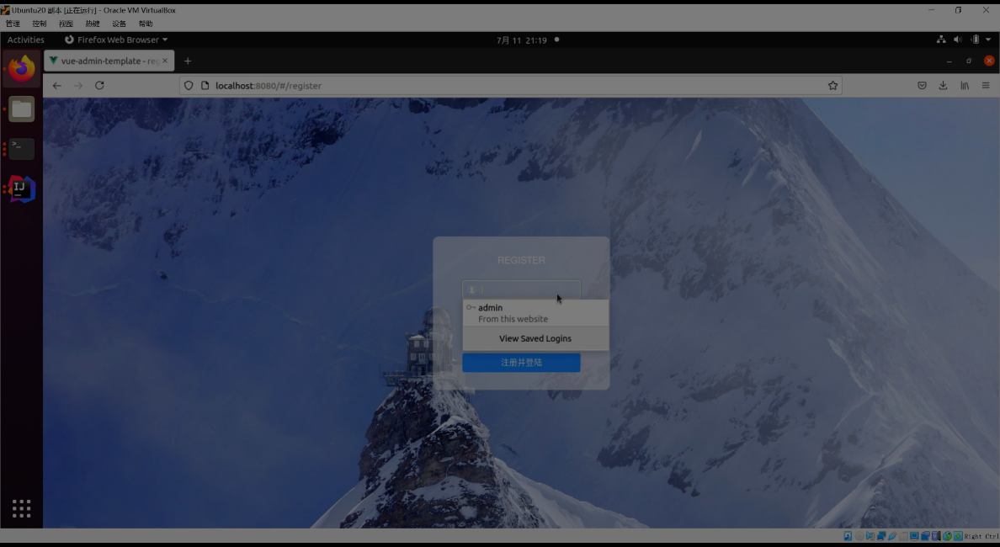 Ubuntu20 副本 [正在运行] - Oracle VM VirtualBox
管理 控制 视图 热键 设备 帮助
Activities Firefox Web Browser 7月 11 21:19
vue-admin-template - reg
localhost:8080/#/register
REGISTER
admin
From this website
View Saved Logins
注册并登陆
Right Ctrl